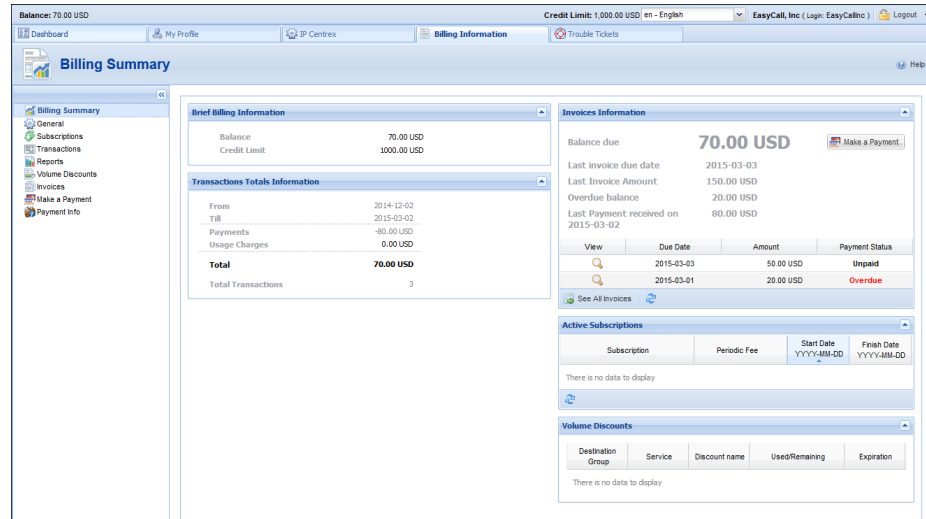 Balance: 70.00 USD
Credit Limit: 1,000.00 USD en - English EasyCall, Inc ( Login: EasyCallInc ) Logout
Dashboard My Profile IP Centrex Billing Information Trouble Tickets
Billing Summary Help
Billing Summary
General
Subscriptions
Transactions
Reports
Volume Discounts
Invoices
Make a Payment
Payment Info
Brief Billing Information
Balance 70.00 USD
Credit Limit 1000.00 USD
Transactions Totals Information
From 2014-12-02
Till 2015-03-02
Payments -80.00 USD
Usage Charges 0.00 USD
Total 70.00 USD
Total Transactions 3
Invoices Information
Balance due 70.00 USD Make a Payment
Last invoice due date 2015-03-03
Last Invoice Amount 150.00 USD
Overdue balance 20.00 USD
Last Payment received on 80.00 USD
2015-03-02
View Due Date Amount Payment Status
2015-03-03 50.00 USD Unpaid
2015-03-01 20.00 USD Overdue
See All Invoices
Active Subscriptions
Subscription Periodic Fee Start Date Finish Date
YYYY-MM-DD YYYY-MM-DD
There is no data to display
Volume Discounts
Destination
Group Service Discount name Used/Remaining Expiration
There is no data to display